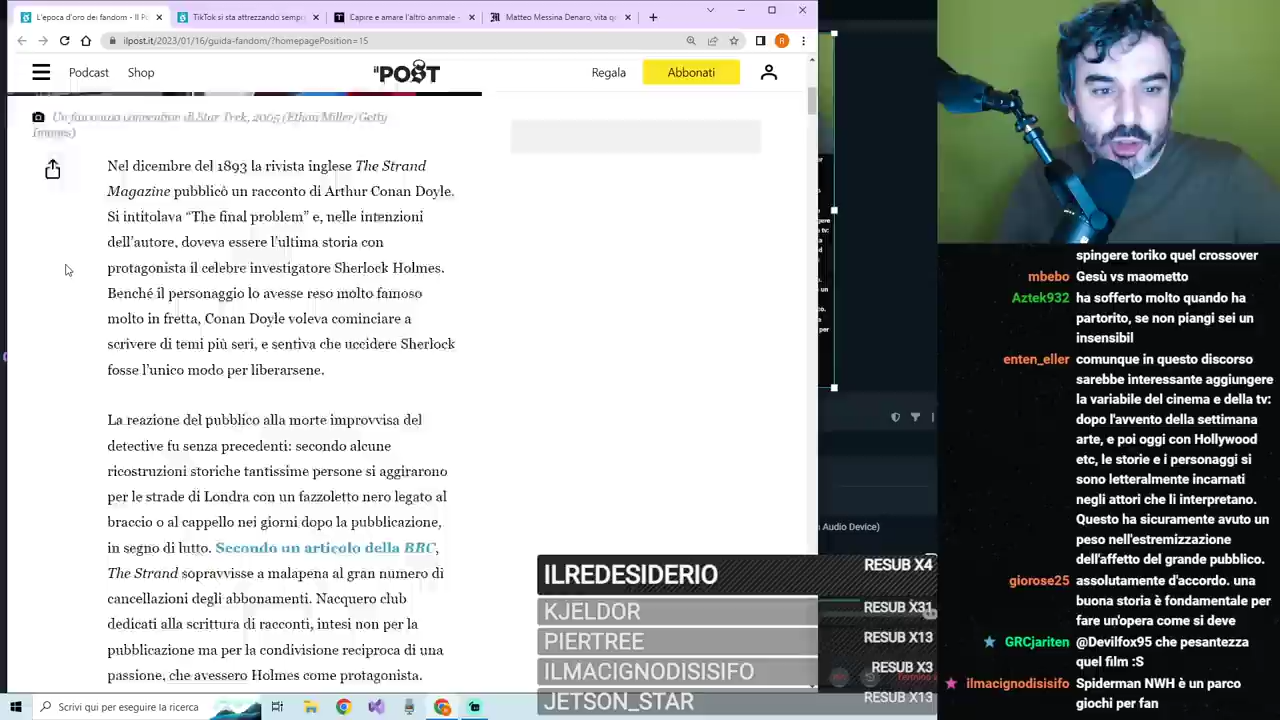 L'epoca d'oro dei fandom - Il Po
TikTok si sta attrezzando sempr
Capire e amare l'altro animale -
Matteo Messina Denaro, vita q
ilpost.it/2023/01/16/guida-fandom/?homepagePosition=15
R
Podcast
Shop
IL POST
Regala
Abbonati
Nel dicembre del 1893 la rivista inglese The Strand
Magazine pubblicò un racconto di Arthur Conan Doyle.
Si intitolava “The final problem” e, nelle intenzioni
dell’autore, doveva essere l’ultima storia con
protagonista il celebre investigatore Sherlock Holmes.
Benché il personaggio lo avesse reso molto famoso
molto in fretta, Conan Doyle voleva cominciare a
scrivere di temi più seri, e sentiva che uccidere Sherlock
fosse l’unico modo per liberarsene.
La reazione del pubblico alla morte improvvisa del
detective fu senza precedenti: secondo alcune
ricostruzioni storiche tantissime persone si aggirarono
per le strade di Londra con un fazzoletto nero legato al
braccio o al cappello nei giorni dopo la pubblicazione,
in segno di lutto. Secondo un articolo della BBC,
The Strand sopravvisse a malapena al gran numero di
cancellazioni degli abbonamenti. Nacquero club
dedicati alla scrittura di racconti, intesi non per la
pubblicazione ma per la condivisione reciproca di una
passione, che avessero Holmes come protagonista.
Audio Device)
ILREDESIDERIO RESUB X4
KJELDOR RESUB X31
PIERTREE RESUB X13
ILMACIGNODISISIFO RESUB X3
JETSON_STAR RESUB X13
Scrivi qui per eseguire la ricerca
spingere toriko quel crossover
mbebo Gesù vs maometto
Aztek932 ha sofferto molto quando ha
partorito, se non piangi sei un
insensibil
enten_eller comunque in questo discorso
sarebbe interessante aggiungere
la variabile del cinema e della tv:
dopo l'avvento della settimana
arte, e poi oggi con Hollywood
etc, le storie e i personaggi si
sono letteralmente incarnati
negli attori che li interpretano.
Questo ha sicuramente avuto un
peso nell'estremizzazione
dell'affetto del grande pubblico.
giorose25 assolutamente d'accordo. una
buona storia è fondamentale per
fare un'opera come si deve
GRCjariten @Devilfox95 che pesantezza
quel film :S
ilmacignodisisifo Spiderman NWH è un parco
giochi per fan